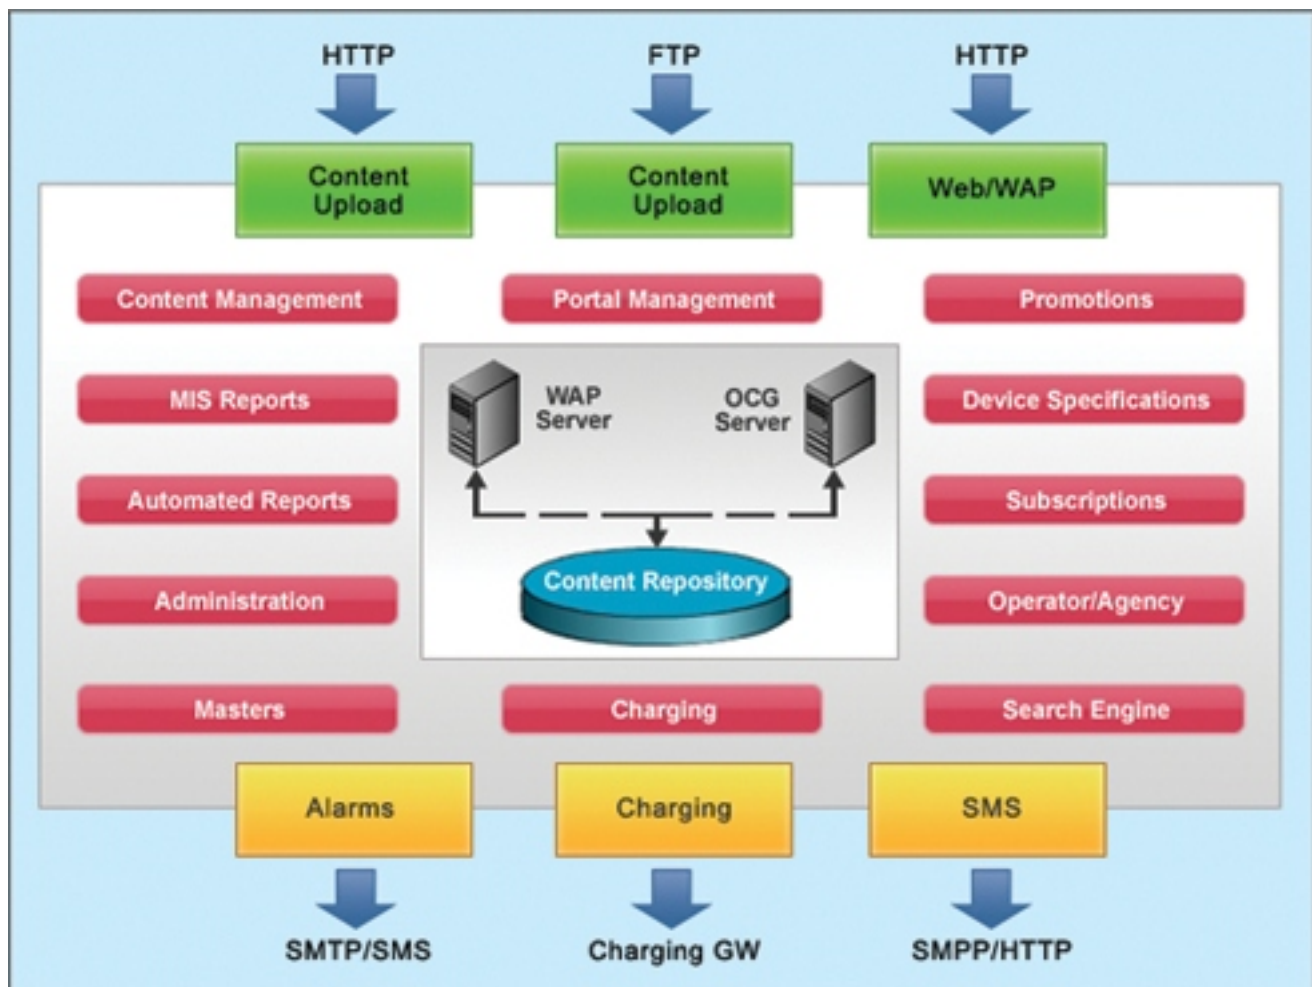 HTTP
FTP
HTTP
Content
Upload
Content
Upload
Web/WAP
Content Management
Portal Management
Promotions
MIS Reports
WAP
Server
OCG
Server
Device Specifications
Automated Reports
Subscriptions
Content Repository
Administration
Operator/Agency
Masters
Charging
Search Engine
Alarms
Charging
SMS
SMTP/SMS
Charging GW
SMPP/HTTP